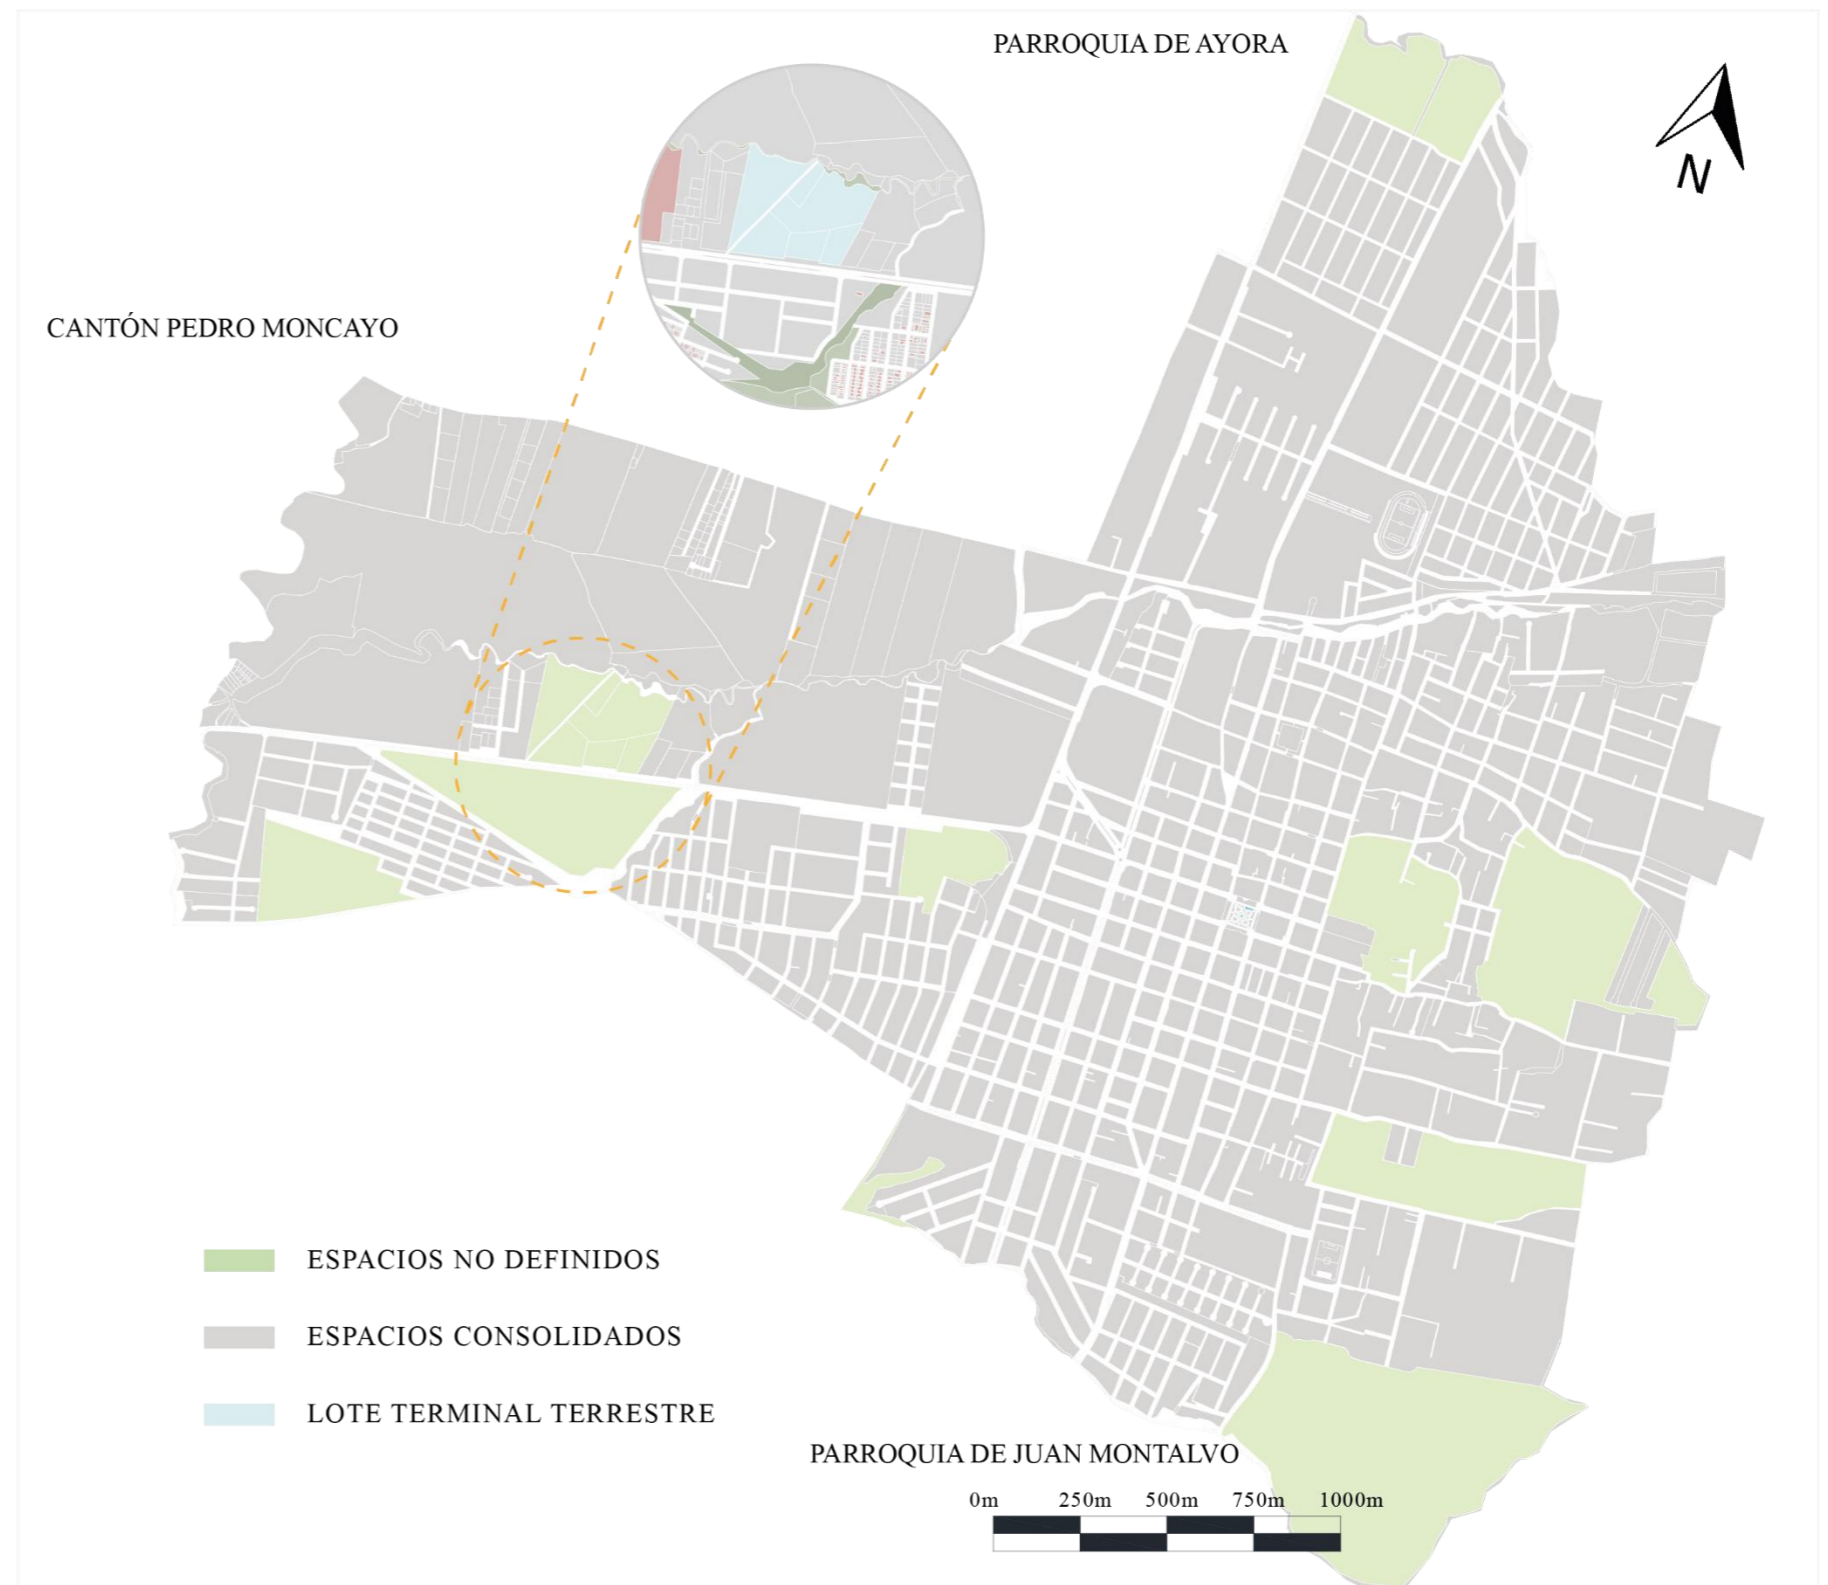 PARROQUIA DE AYORA
N
CANTÓN PEDRO MONCAYO
ESPACIOS NO DEFINIDOS
ESPACIOS CONSOLIDADOS
LOTE TERMINAL TERRESTRE
PARROQUIA DE JUAN MONTALVO
0m 250m 500m 750m 1000m